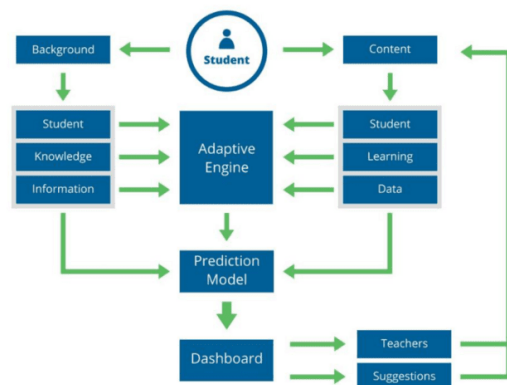 Background
Student
Content
Student
Knowledge
Information
Adaptive
Engine
Student
Learning
Data
Prediction
Model
Dashboard
Teachers
Suggestions